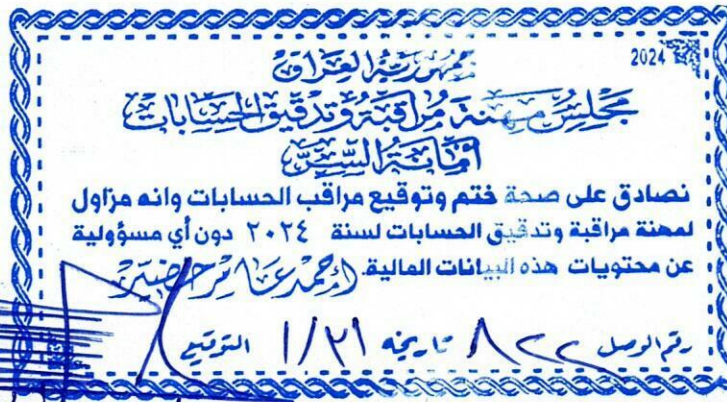 2024
جمهورية العراق
مجلس مهنة مراقبة وتدقيق الحسابات
أمانة السر
نصادق على صحة ختم وتوقيع مراقب الحسابات وانه مزاول
لمهنة مراقبة وتدقيق الحسابات لسنة ٢٠٢٤ دون أي مسؤولية
عن محتويات هذه البيانات المالية. أحمد عامر خضير
رقم الوصل ٨٢٢ تاريخه ١/٣١ التوقيع